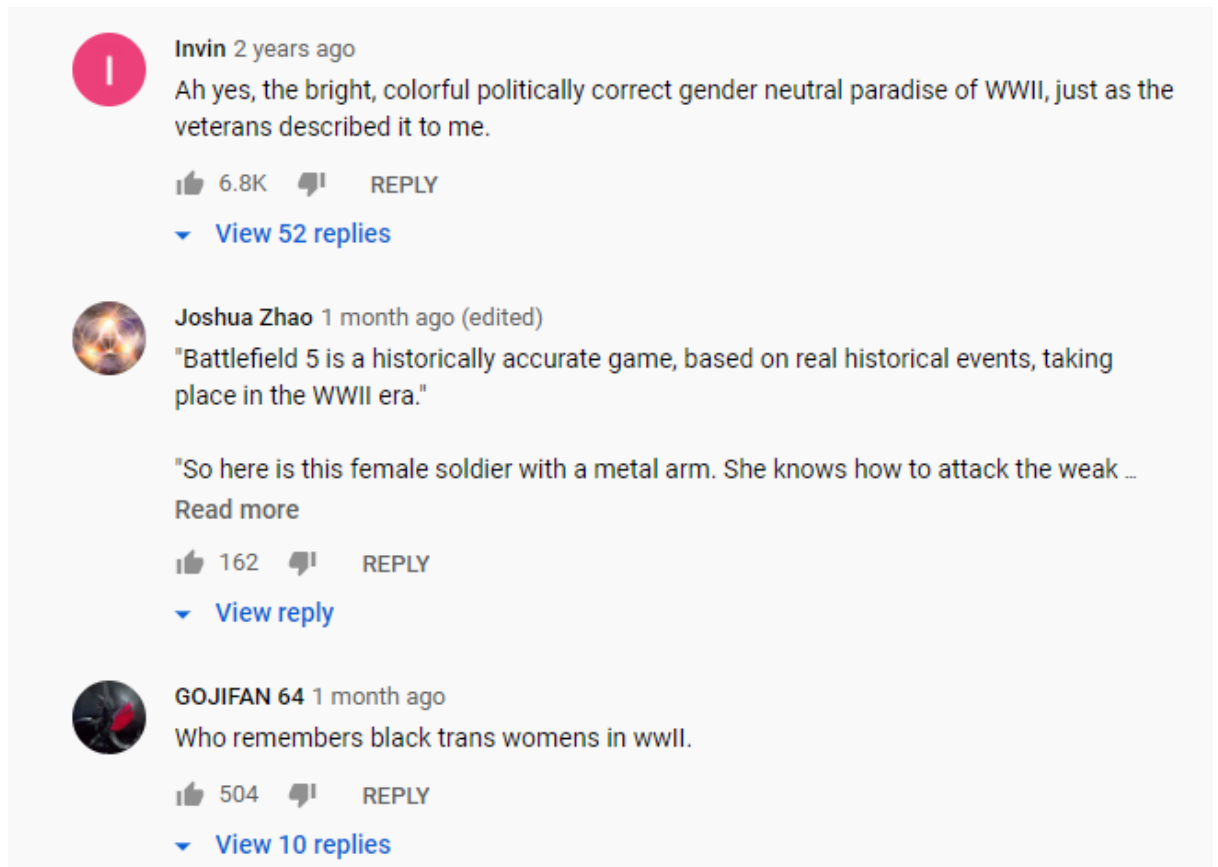 I
Invin 2 years ago
Ah yes, the bright, colorful politically correct gender neutral paradise of WWII, just as the
veterans described it to me.
6.8K REPLY
View 52 replies
Joshua Zhao 1 month ago (edited)
"Battlefield 5 is a historically accurate game, based on real historical events, taking
place in the WWII era."
"So here is this female soldier with a metal arm. She knows how to attack the weak ...
Read more
162 REPLY
View reply
GOJIFAN 64 1 month ago
Who remembers black trans womens in wwII.
504 REPLY
View 10 replies